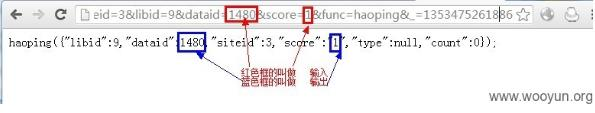 eid=3&libid=9&dataid=1480&score=1&func=haoping&_=1353475261886
haoping({"libid":9,"dataid":1480,"siteid":3,"score":"1","type":null,"count":0});
红色框的叫做 输入
蓝色框的叫做 输出
www.wooyun.org